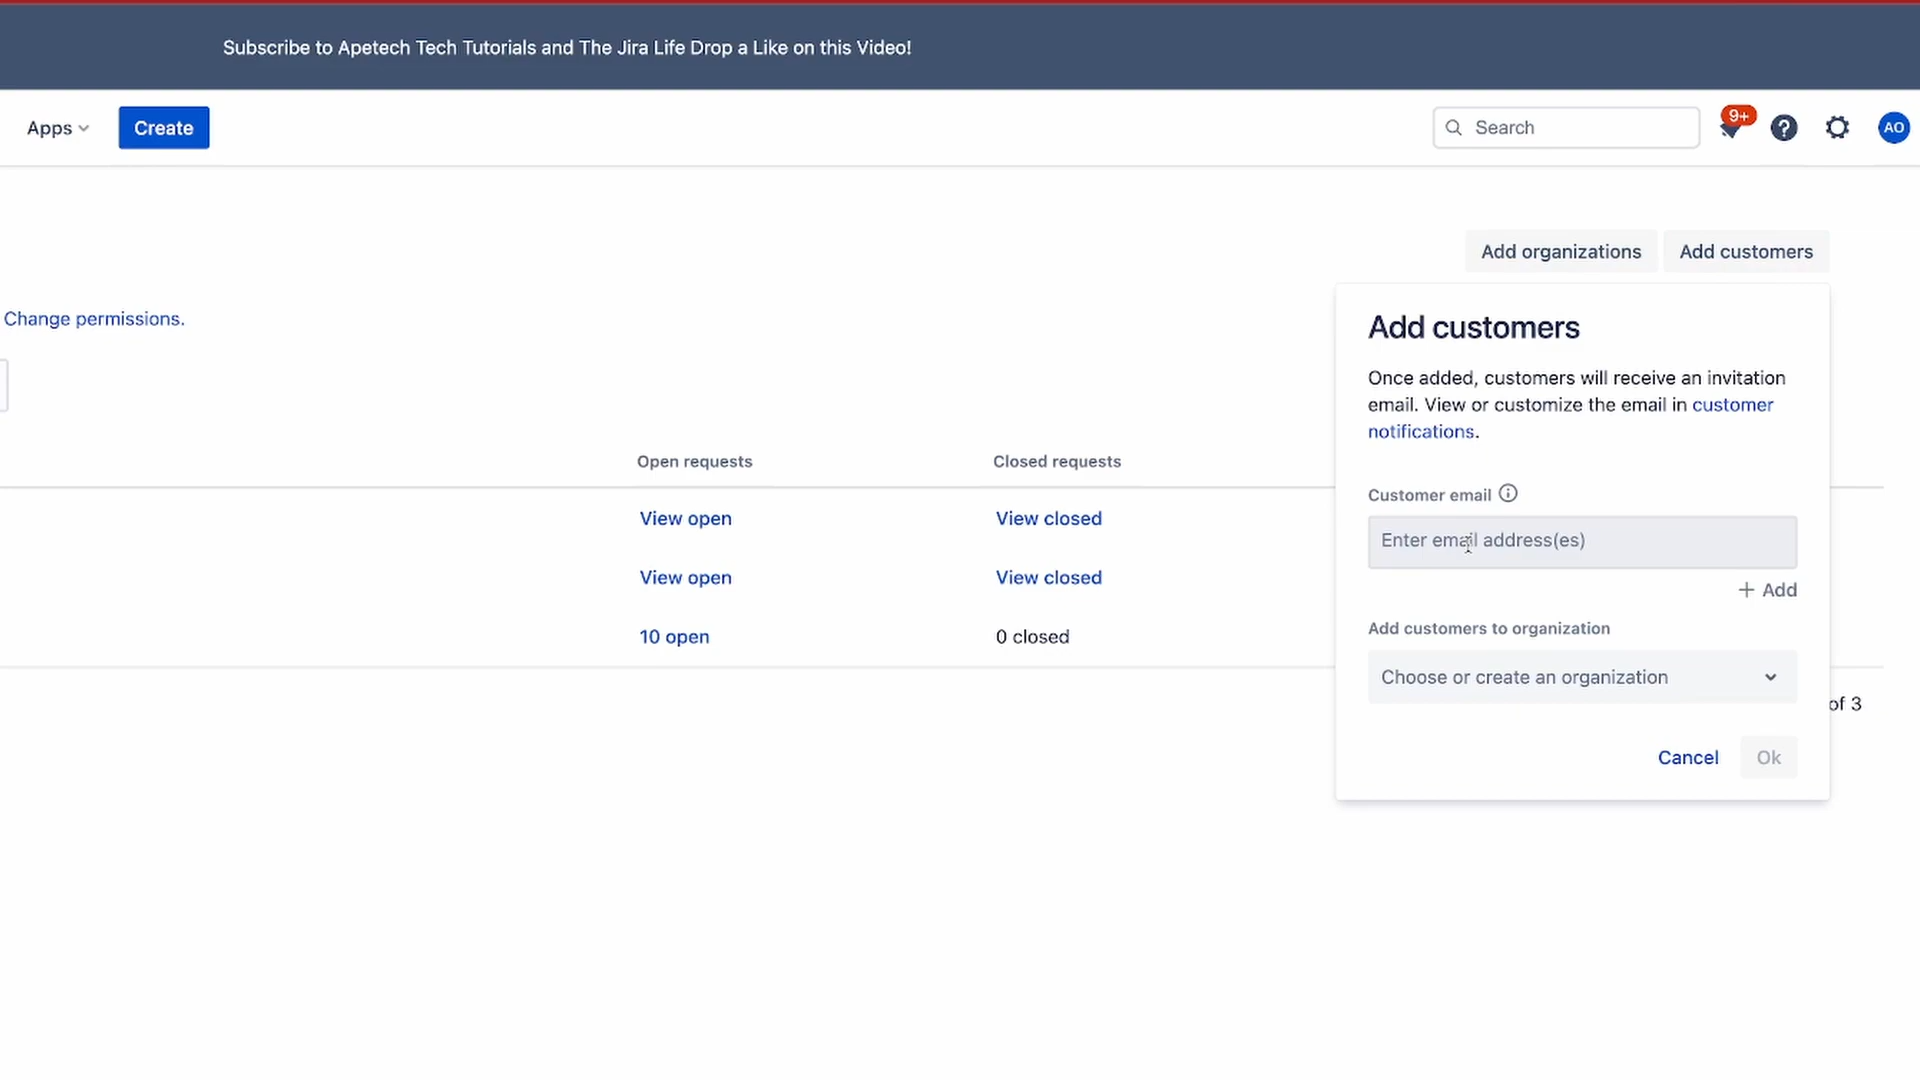 Subscribe to Apetech Tech Tutorials and The Jira Life Drop a Like on this Video!
Apps
Create
Search
9+
AO
Add organizations
Add customers
Change permissions.
Add customers
Once added, customers will receive an invitation
email. View or customize the email in customer
notifications.
Open requests
Closed requests
Customer email
View open
View closed
Enter email address(es)
View open
View closed
+ Add
Add customers to organization
10 open
0 closed
Choose or create an organization
of 3
Cancel
Ok